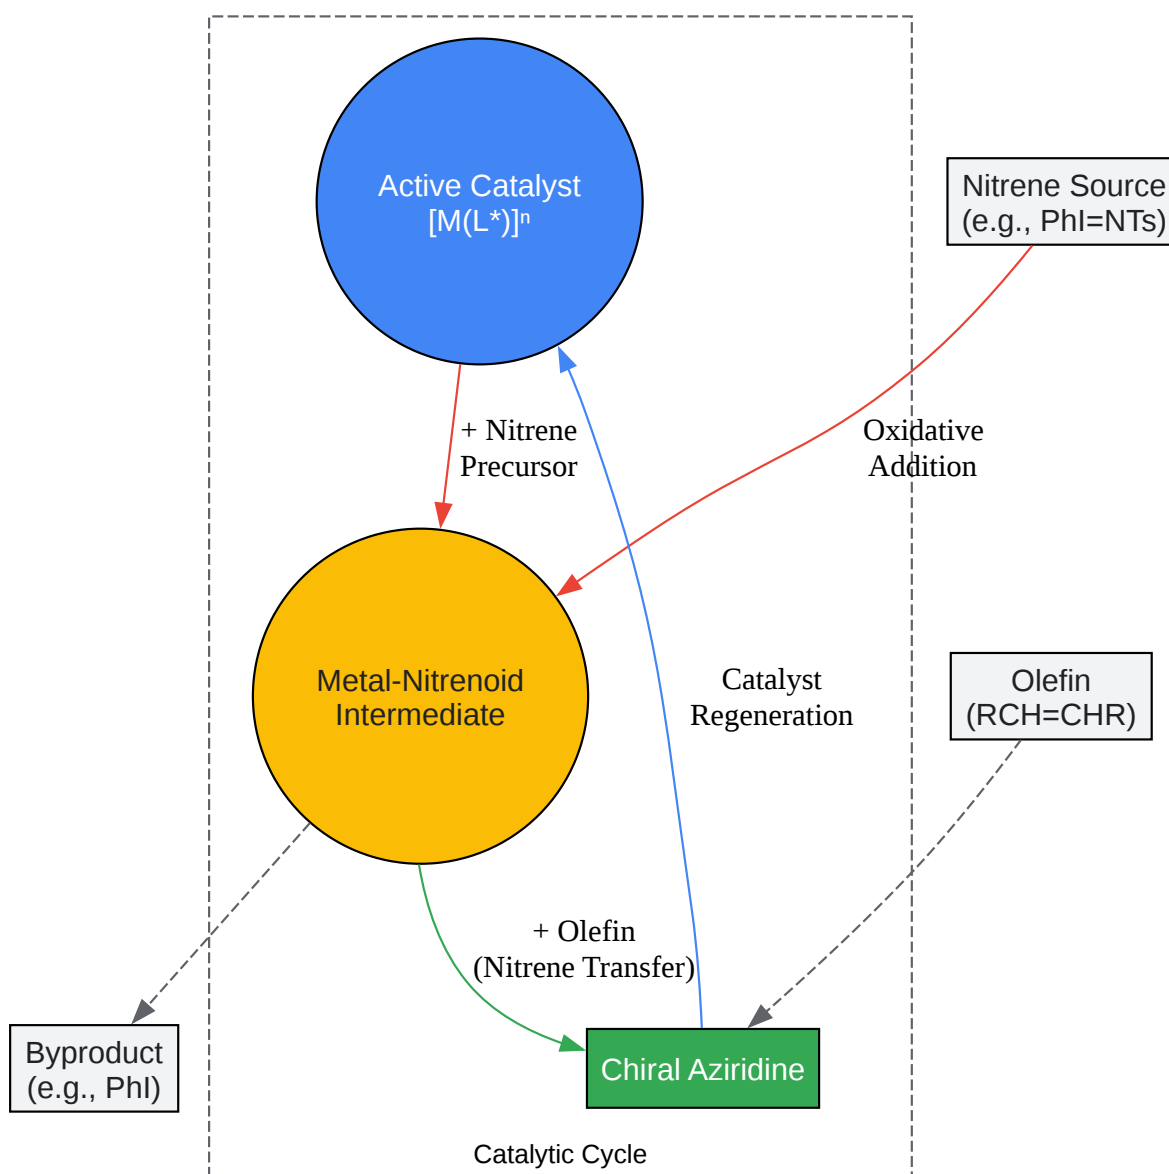 Active Catalyst
[M(L*)]ⁿ
Nitrene Source
(e.g., PhI=NTs)
+ Nitrene
Precursor
Oxidative
Addition
Metal-Nitrenoid
Intermediate
Catalyst
Regeneration
Olefin
(RCH=CHR)
+ Olefin
(Nitrene Transfer)
Byproduct
(e.g., PhI)
Chiral Aziridine
Catalytic Cycle